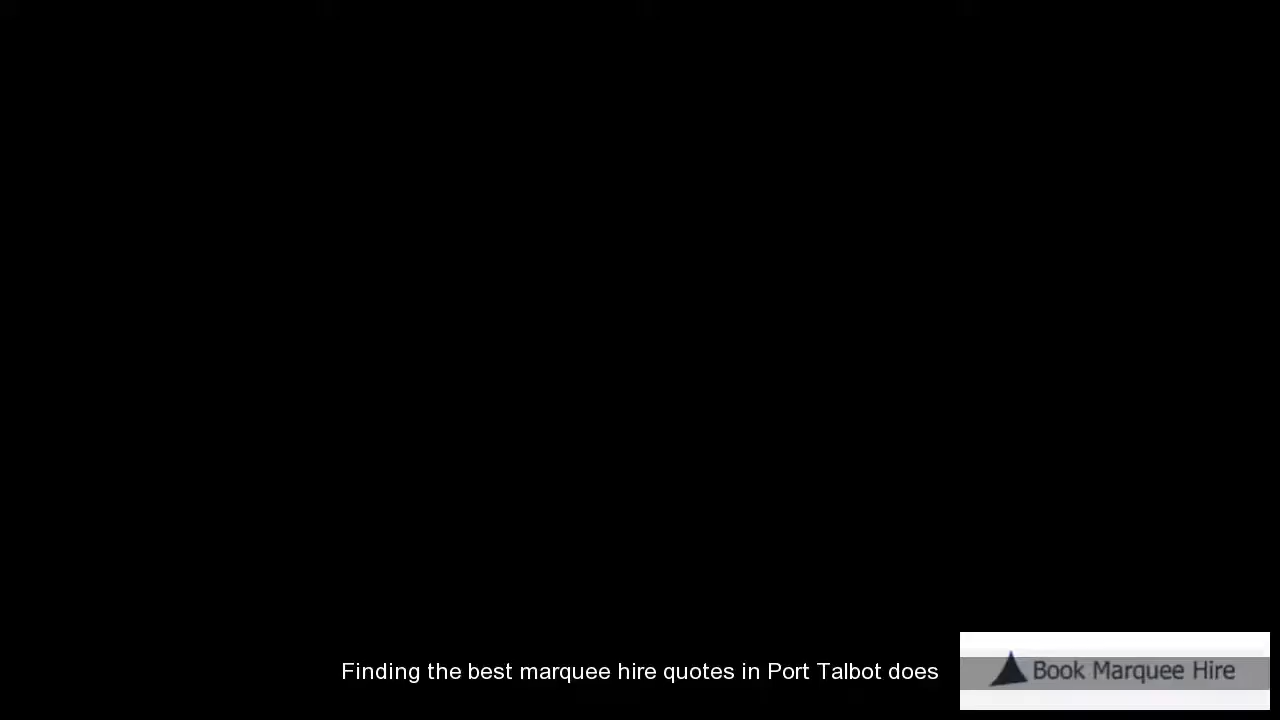 Finding the best marquee hire quotes in Port Talbot does
Book Marquee Hire